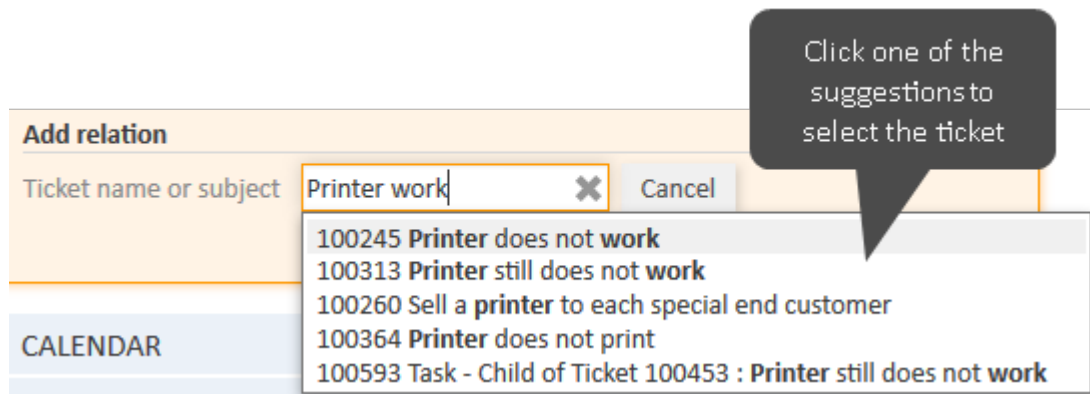 Click one of the
suggestions to
select the ticket
Add relation
Ticket name or subject Printer work Cancel
100245 Printer does not work
100313 Printer still does not work
100260 Sell a printer to each special end customer
100364 Printer does not print
100593 Task - Child of Ticket 100453 : Printer still does not work
CALENDAR